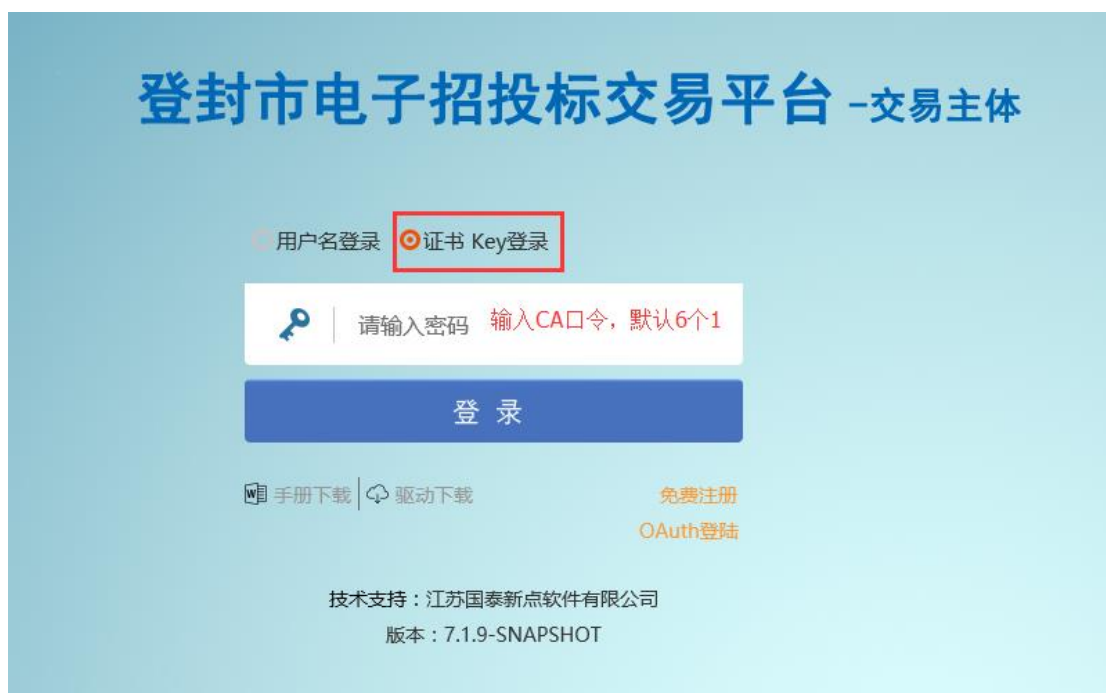 登封市电子招投标交易平台 -交易主体
用户名登录 证书 Key登录
请输入密码 输入CA口令，默认6个1
登 录
手册下载 驱动下载 免费注册
OAuth登陆
技术支持：江苏国泰新点软件有限公司
版本：7.1.9-SNAPSHOT